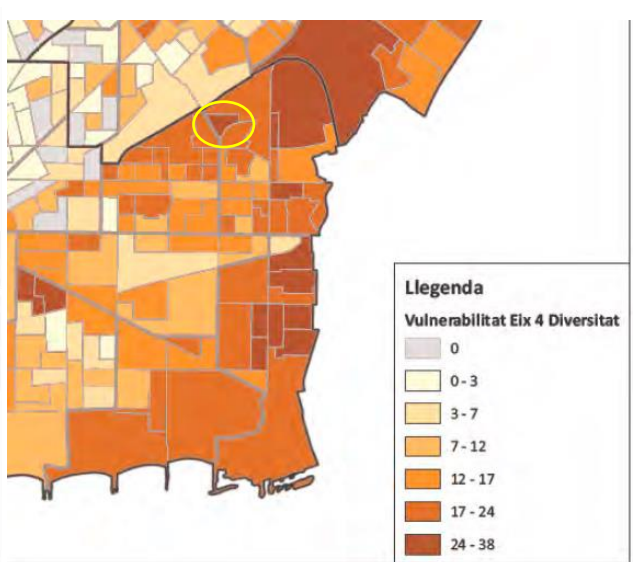 Llegenda
Vulnerabilitat Eix 4 Diversitat
0
0 - 3
3 - 7
7 - 12
12 - 17
17 - 24
24 - 38